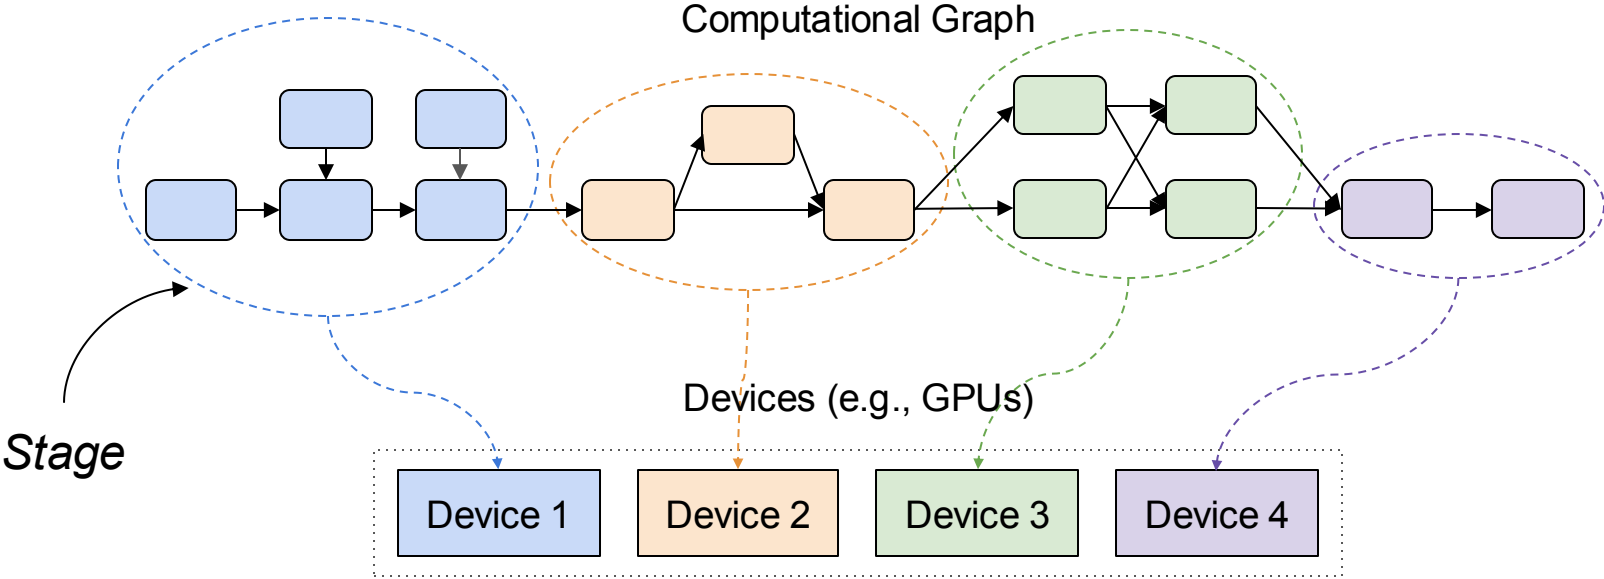 Computational Graph
Stage
Devices (e.g., GPUs)
Device 1
Device 2
Device 3
Device 4